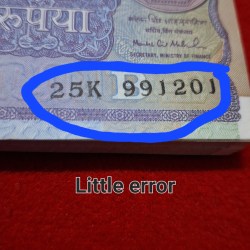 रुपया
SECRETARY, MINISTRY OF FINANCE
25K 991201
Little error